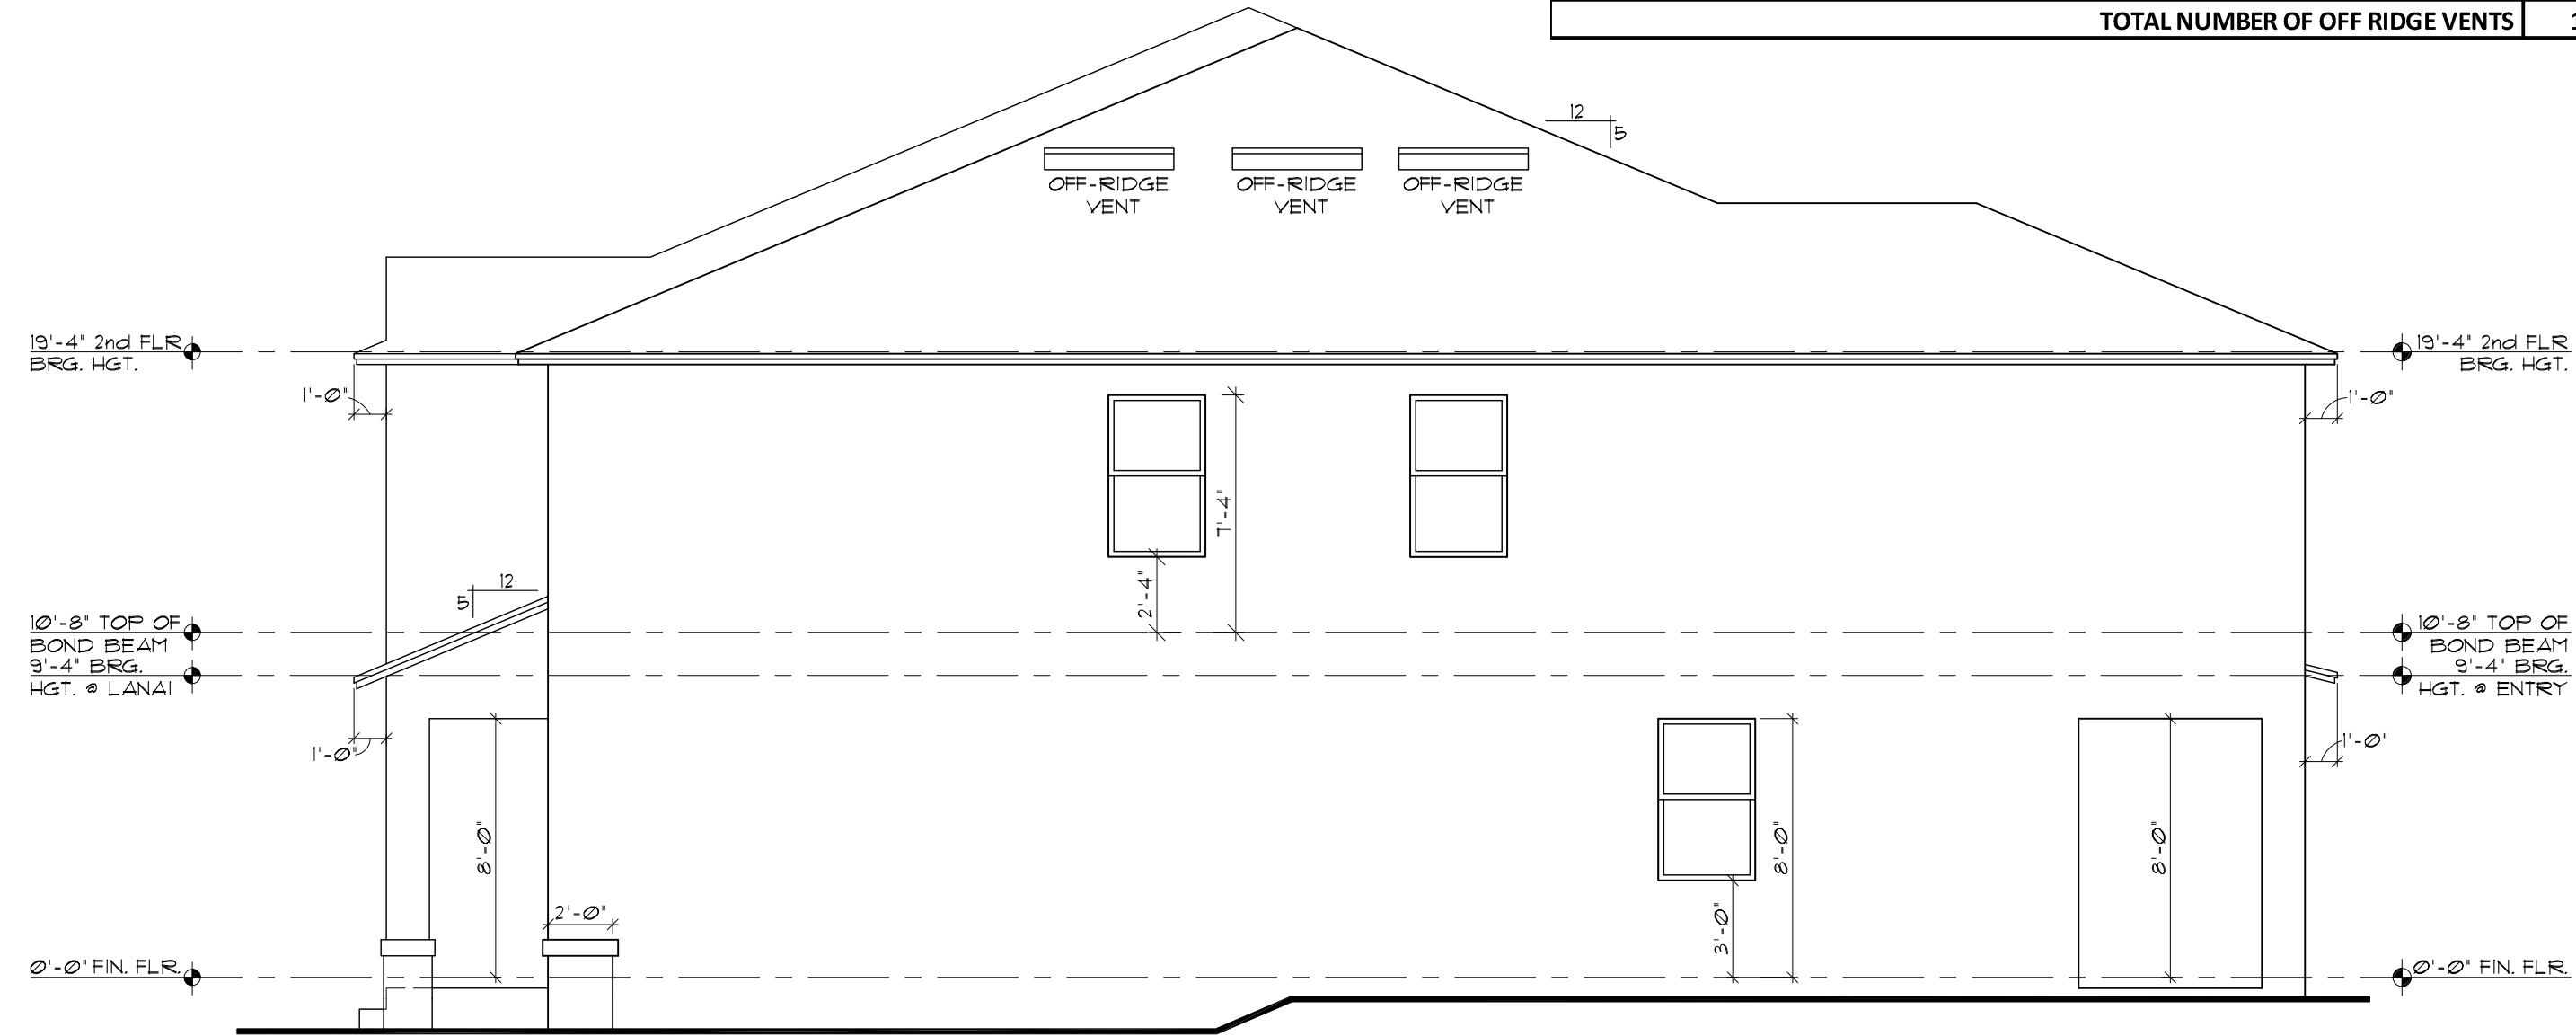 TOTAL NUMBER OF OFF RIDGE VENTS
12
5
OFF-RIDGE
VENT
OFF-RIDGE
VENT
OFF-RIDGE
VENT
19'-4" 2nd FLR
BRG. HGT.
19'-4" 2nd FLR
BRG. HGT.
1'-0"
1'-0"
7'-4"
2'-4"
12
5
10'-8" TOP OF
BOND BEAM
9'-4" BRG.
HGT. @ LANAI
10'-8" TOP OF
BOND BEAM
9'-4" BRG.
HGT. @ ENTRY
1'-0"
1'-0"
8'-0"
8'-0"
8'-0"
2'-0"
3'-0"
0'-0" FIN. FLR.
0'-0" FIN. FLR.